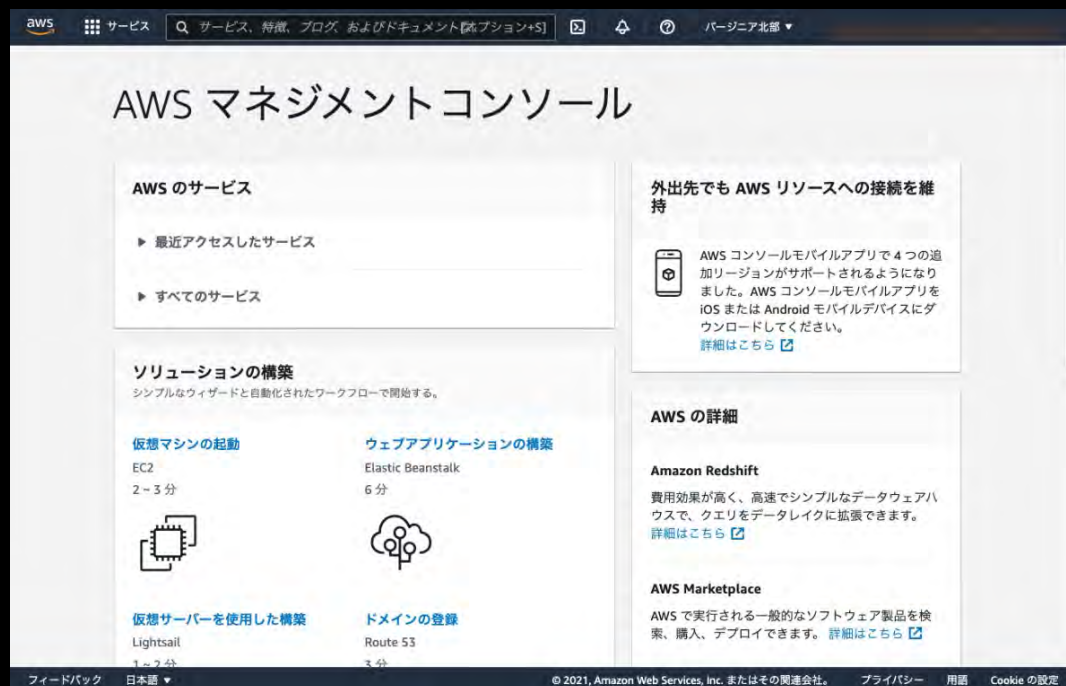 aws
サービス
サービス、特徴、ブログ、およびドキュメント
オプション+S]
バージニア北部 ▼
AWS マネジメントコンソール
AWS のサービス
▶ 最近アクセスしたサービス
▶ すべてのサービス
ソリューションの構築
シンプルなウィザードと自動化されたワークフローで開始する。
仮想マシンの起動
EC2
2 ~ 3 分
ウェブアプリケーションの構築
Elastic Beanstalk
6 分
仮想サーバーを使用した構築
Lightsail
1 ~ 2 分
ドメインの登録
Route 53
3 分
外出先でも AWS リソースへの接続を維
持
AWS コンソールモバイルアプリで 4 つの追
加リージョンがサポートされるようになり
ました。AWS コンソールモバイルアプリを
iOS または Android モバイルデバイスにダ
ウンロードしてください。
詳細はこちら
AWS の詳細
Amazon Redshift
費用効果が高く、高速でシンプルなデータウェアハ
ウスで、クエリをデータレイクに拡張できます。
詳細はこちら
AWS Marketplace
AWS で実行される一般的なソフトウェア製品を検
索、購入、デプロイできます。 詳細はこちら
フィードバック
日本語 ▼
© 2021, Amazon Web Services, Inc. またはその関連会社。
プライバシー
用語
Cookie の設定